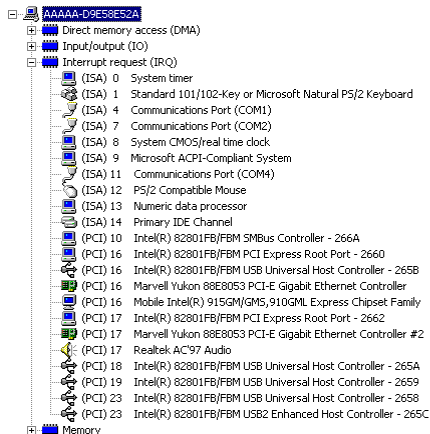 AAAAA-D9E58E52A
Direct memory access (DMA)
Input/output (IO)
Interrupt request (IRQ)
(ISA) 0 System timer
(ISA) 1 Standard 101/102-Key or Microsoft Natural PS/2 Keyboard
(ISA) 4 Communications Port (COM1)
(ISA) 7 Communications Port (COM2)
(ISA) 8 System CMOS/real time clock
(ISA) 9 Microsoft ACPI-Compliant System
(ISA) 11 Communications Port (COM4)
(ISA) 12 PS/2 Compatible Mouse
(ISA) 13 Numeric data processor
(ISA) 14 Primary IDE Channel
(PCI) 10 Intel(R) 82801FB/FBM SMBus Controller - 266A
(PCI) 16 Intel(R) 82801FB/FBM PCI Express Root Port - 2660
(PCI) 16 Intel(R) 82801FB/FBM USB Universal Host Controller - 265B
(PCI) 16 Marvell Yukon 88E8053 PCI-E Gigabit Ethernet Controller
(PCI) 16 Mobile Intel(R) 915GM/GMS,910GML Express Chipset Family
(PCI) 17 Intel(R) 82801FB/FBM PCI Express Root Port - 2662
(PCI) 17 Marvell Yukon 88E8053 PCI-E Gigabit Ethernet Controller #2
(PCI) 17 Realtek AC'97 Audio
(PCI) 18 Intel(R) 82801FB/FBM USB Universal Host Controller - 265A
(PCI) 19 Intel(R) 82801FB/FBM USB Universal Host Controller - 2659
(PCI) 23 Intel(R) 82801FB/FBM USB Universal Host Controller - 2658
(PCI) 23 Intel(R) 82801FB/FBM USB2 Enhanced Host Controller - 265C
Memory